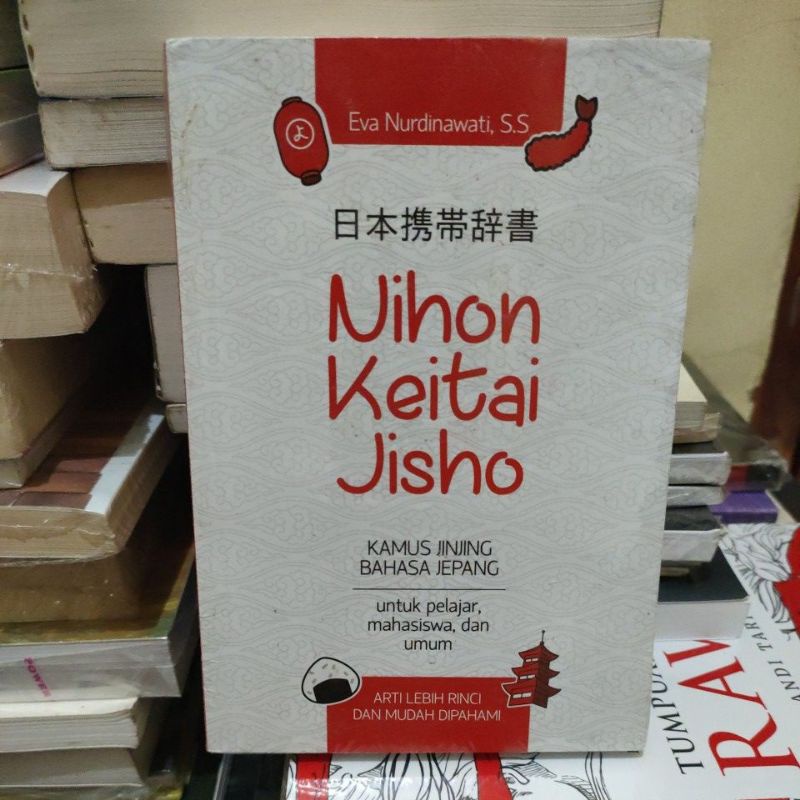 Eva Nurdinawati, S.S
よ
日本携帯辞書
Nihon
Keitai
Jisho
KAMUS JINJING
BAHASA JEPANG
untuk pelajar,
mahasiswa, dan
umum
ARTI LEBIH RINCI
DAN MUDAH DIPAHAMI